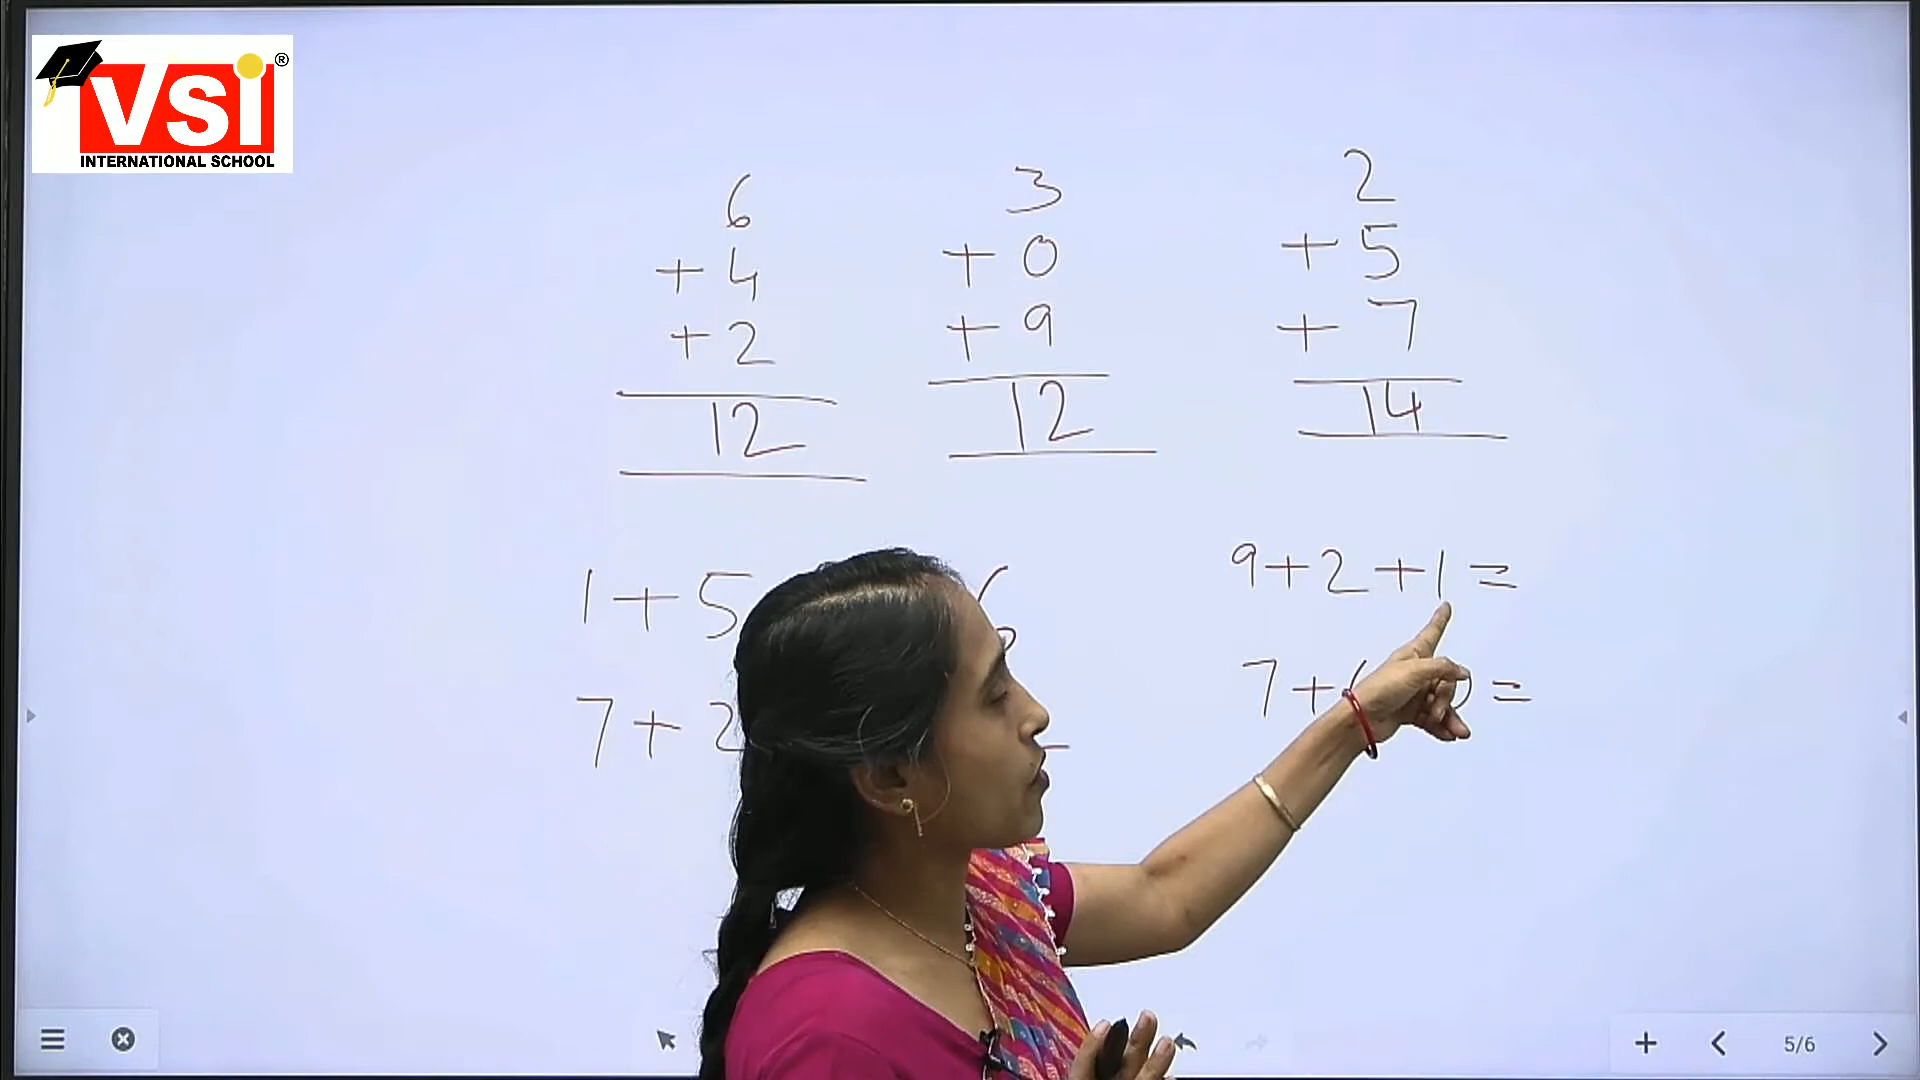 vsi ®
INTERNATIONAL SCHOOL
6
+ 4
+ 2
12
3
+ 0
+ 9
12
2
+ 5
+ 7
14
1 + 5
7 + 2
9 + 2 + 1 =
7 + =
5/6